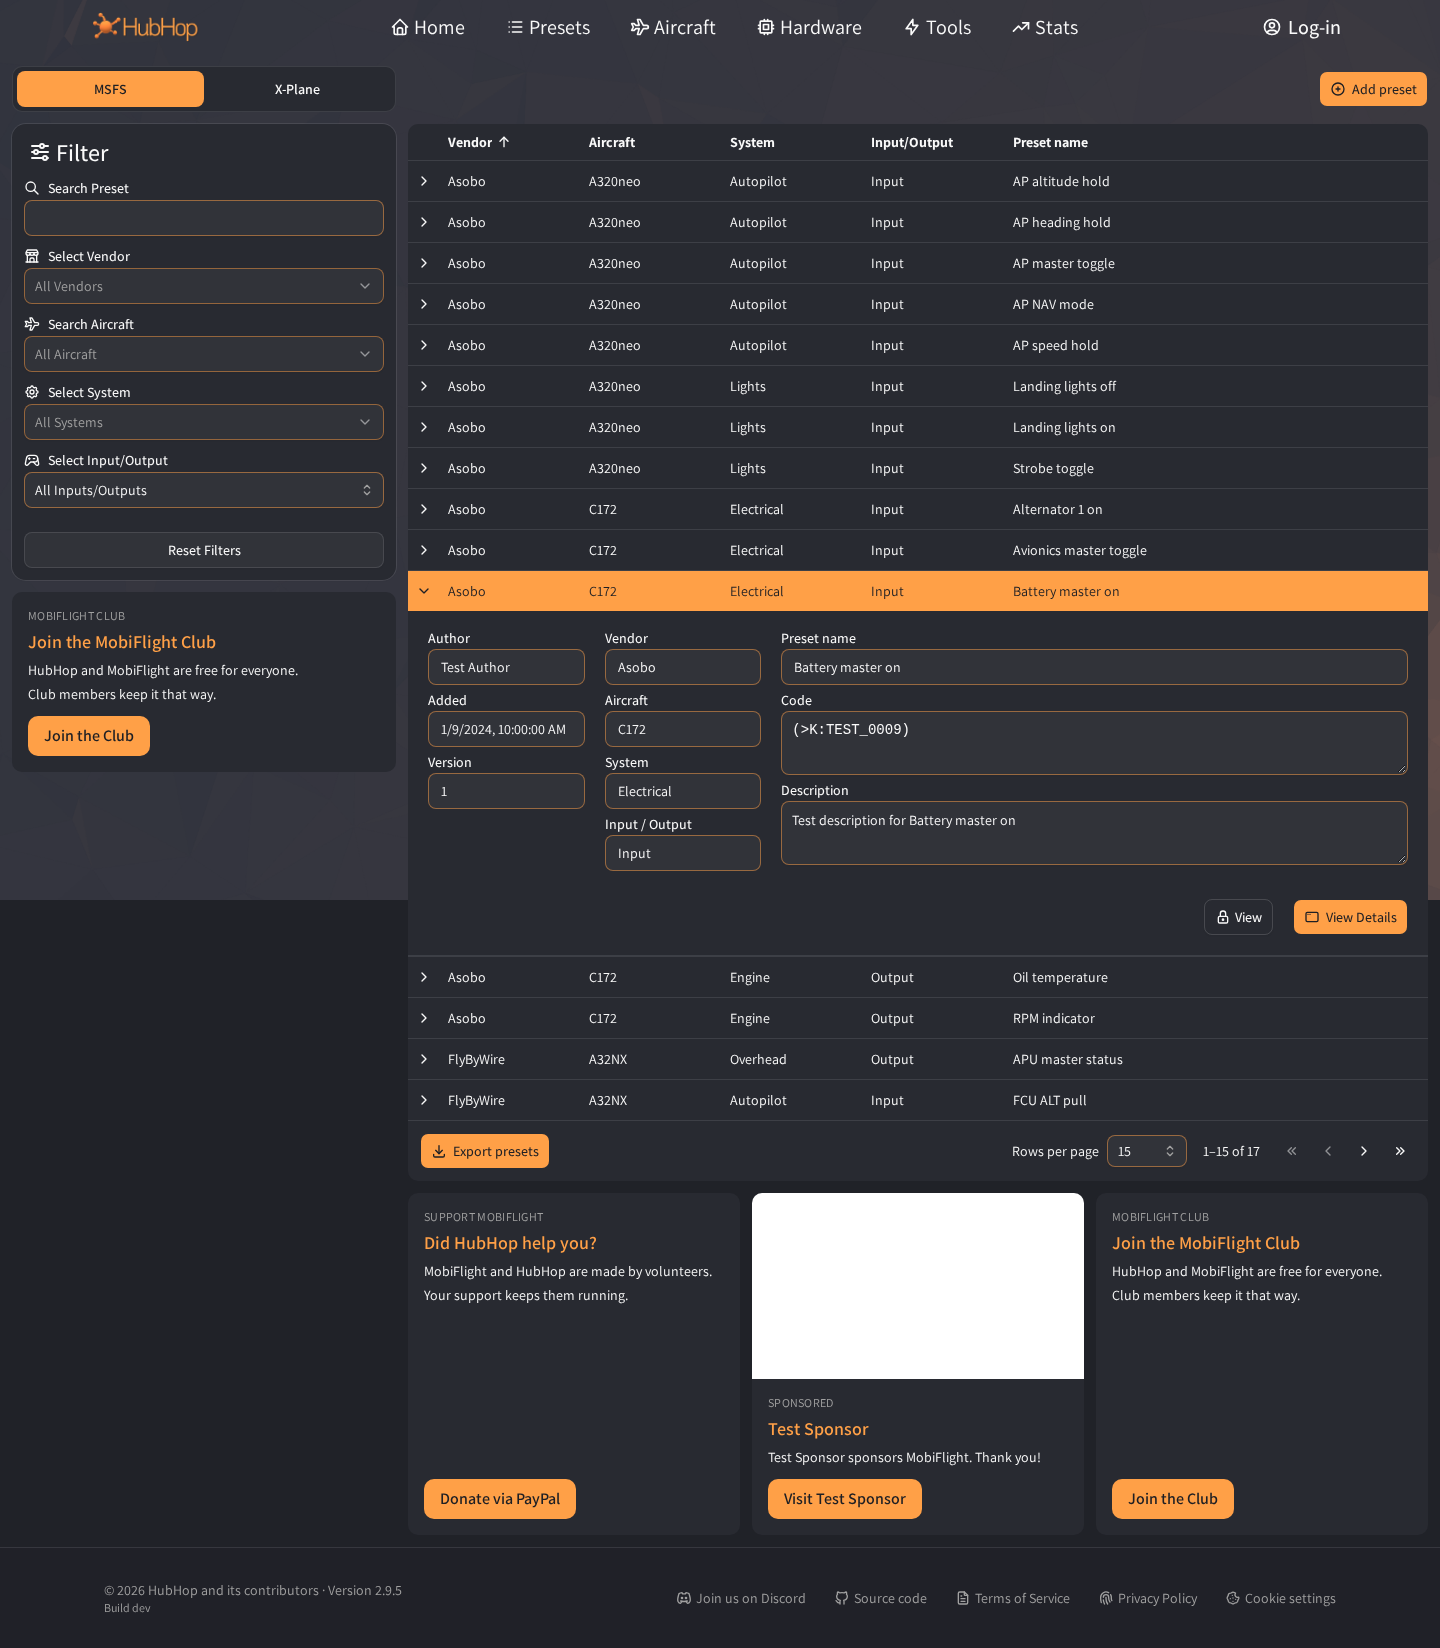 HubHop
Home
Presets
Aircraft
Hardware
Tools
Stats
Log-in
MSFS
X-Plane
Add preset
Filter
Search Preset
Select Vendor
All Vendors
Search Aircraft
All Aircraft
Select System
All Systems
Select Input/Output
All Inputs/Outputs
Reset Filters
MOBIFLIGHT CLUB
Join the MobiFlight Club
HubHop and MobiFlight are free for everyone.
Club members keep it that way.
Join the Club
Vendor Aircraft System Input/Output Preset name
Asobo A320neo Autopilot Input AP altitude hold
Asobo A320neo Autopilot Input AP heading hold
Asobo A320neo Autopilot Input AP master toggle
Asobo A320neo Autopilot Input AP NAV mode
Asobo A320neo Autopilot Input AP speed hold
Asobo A320neo Lights Input Landing lights off
Asobo A320neo Lights Input Landing lights on
Asobo A320neo Lights Input Strobe toggle
Asobo C172 Electrical Input Alternator 1 on
Asobo C172 Electrical Input Avionics master toggle
Asobo C172 Electrical Input Battery master on
Author
Test Author
Added
1/9/2024, 10:00:00 AM
Version
1
Vendor
Asobo
Aircraft
C172
System
Electrical
Input / Output
Input
Preset name
Battery master on
Code
(>K:TEST_0009)
Description
Test description for Battery master on
View
View Details
Asobo C172 Engine Output Oil temperature
Asobo C172 Engine Output RPM indicator
FlyByWire A32NX Overhead Output APU master status
FlyByWire A32NX Autopilot Input FCU ALT pull
Export presets
Rows per page 15 1–15 of 17
SUPPORT MOBIFLIGHT
Did HubHop help you?
MobiFlight and HubHop are made by volunteers.
Your support keeps them running.
Donate via PayPal
SPONSORED
Test Sponsor
Test Sponsor sponsors MobiFlight. Thank you!
Visit Test Sponsor
MOBIFLIGHT CLUB
Join the MobiFlight Club
HubHop and MobiFlight are free for everyone.
Club members keep it that way.
Join the Club
© 2026 HubHop and its contributors · Version 2.9.5
Build dev
Join us on Discord
Source code
Terms of Service
Privacy Policy
Cookie settings